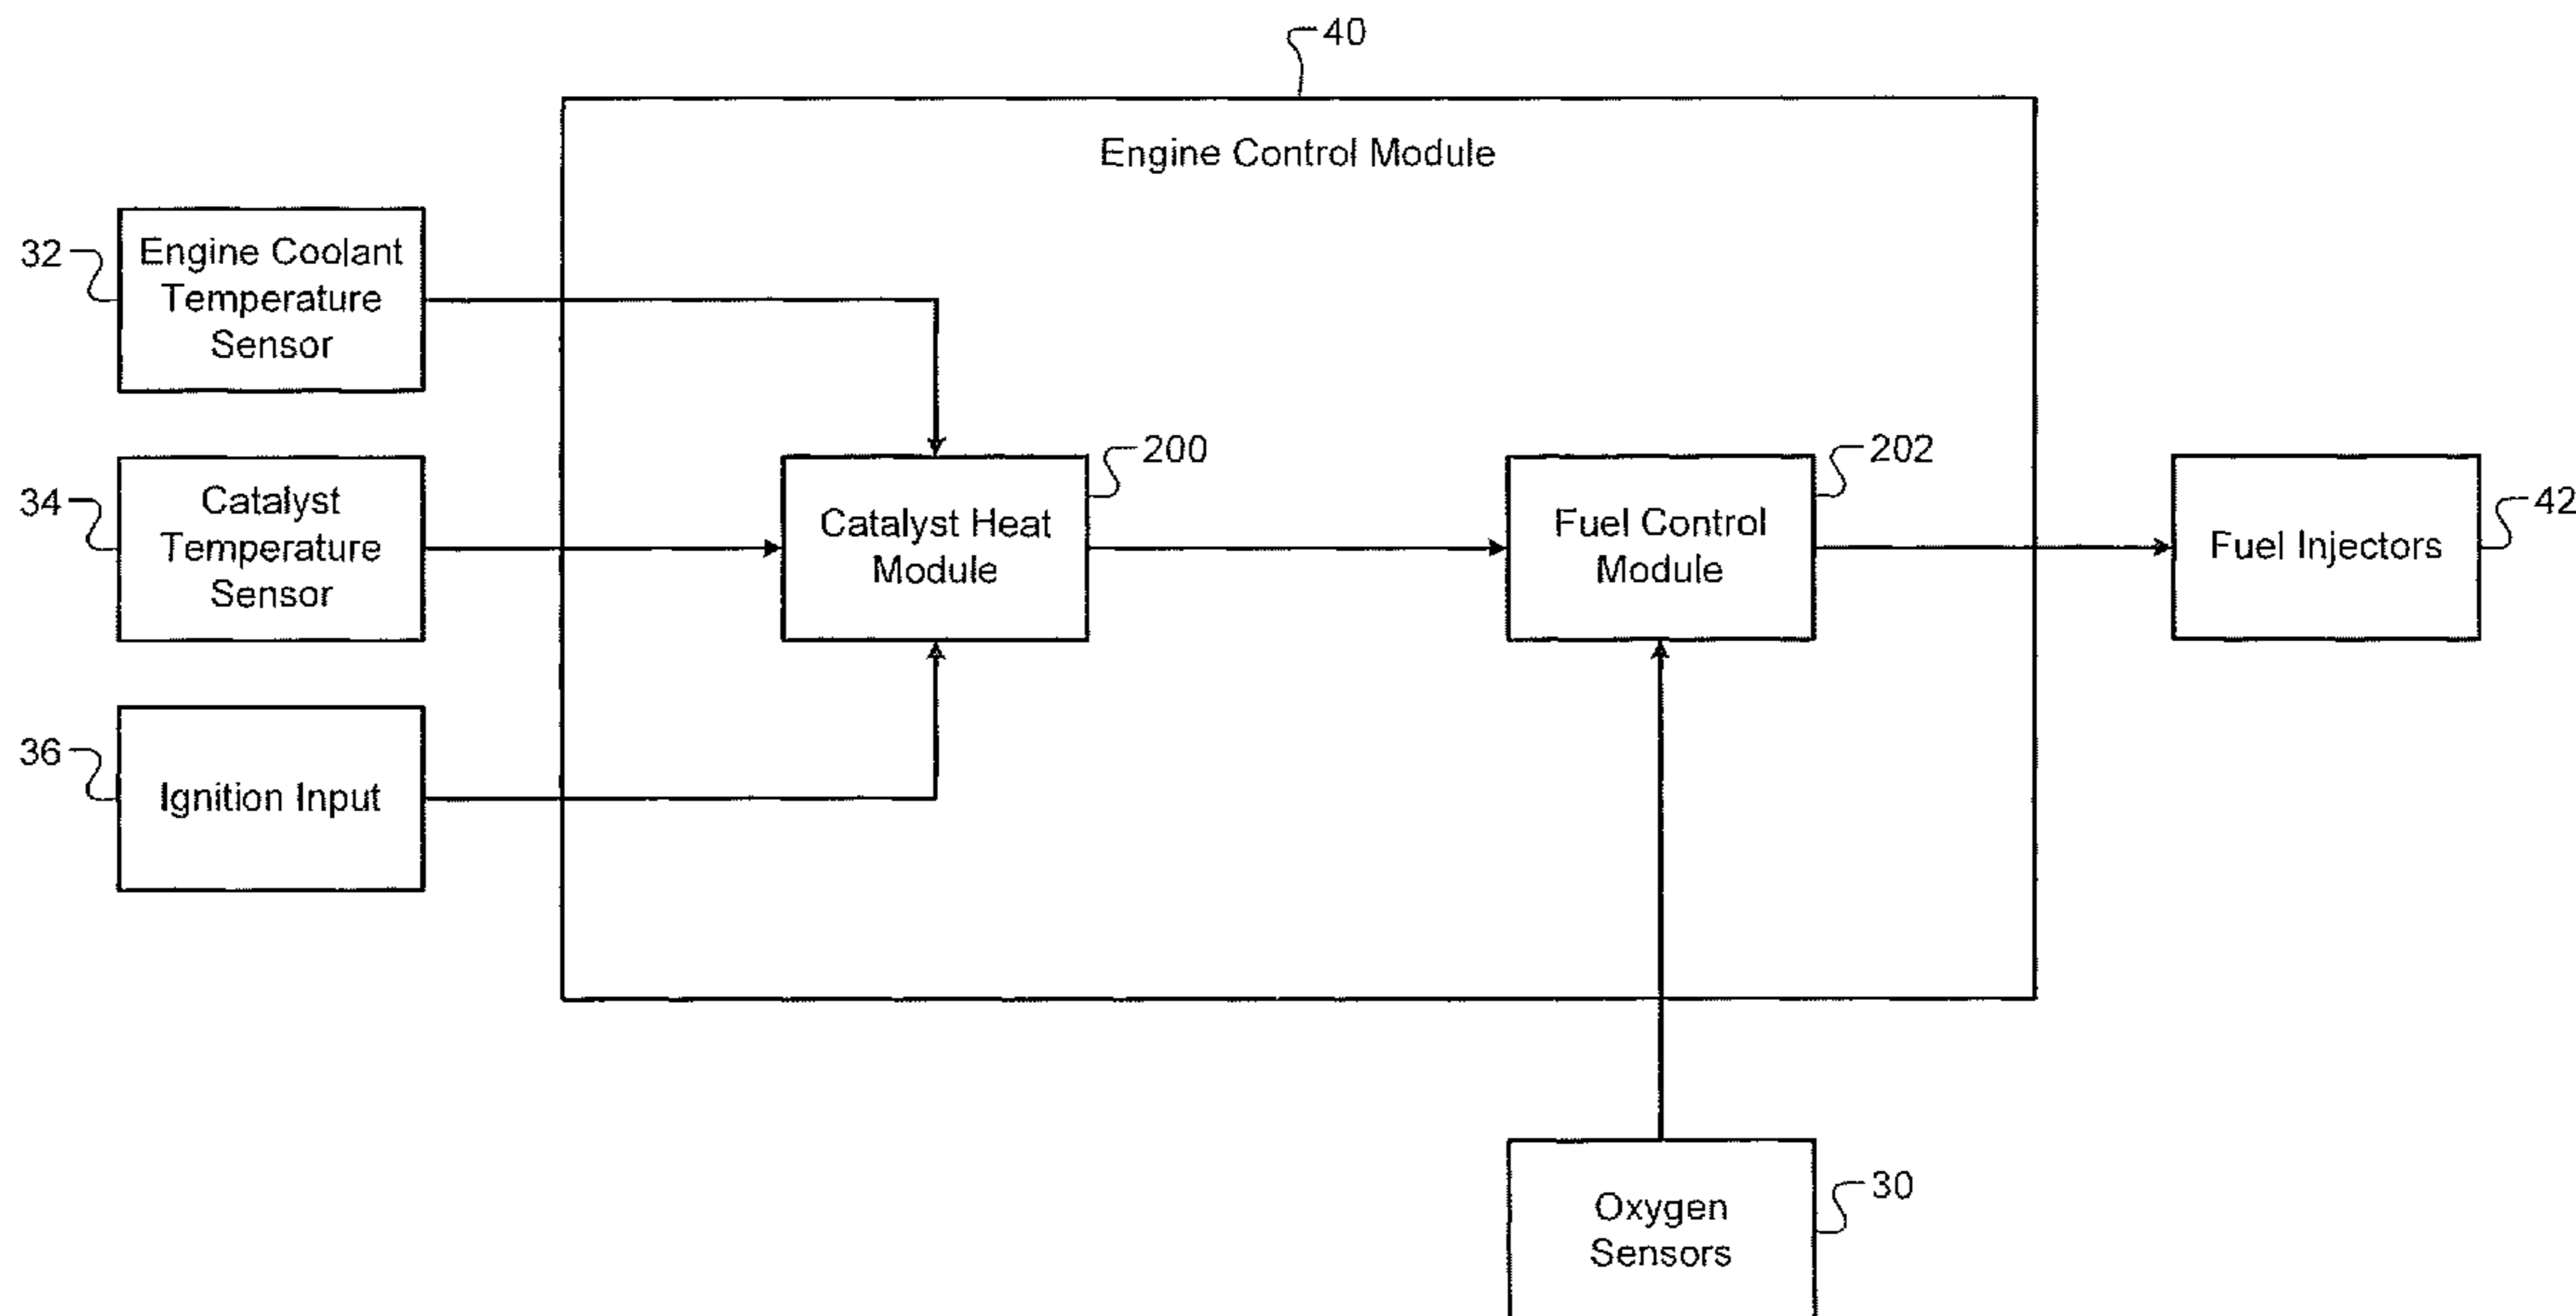 40
Engine Control Module
32
Engine Coolant
Temperature
Sensor
34
Catalyst
Temperature
Sensor
36
Ignition Input
200
Catalyst Heat
Module
202
Fuel Control
Module
42
Fuel Injectors
30
Oxygen
Sensors